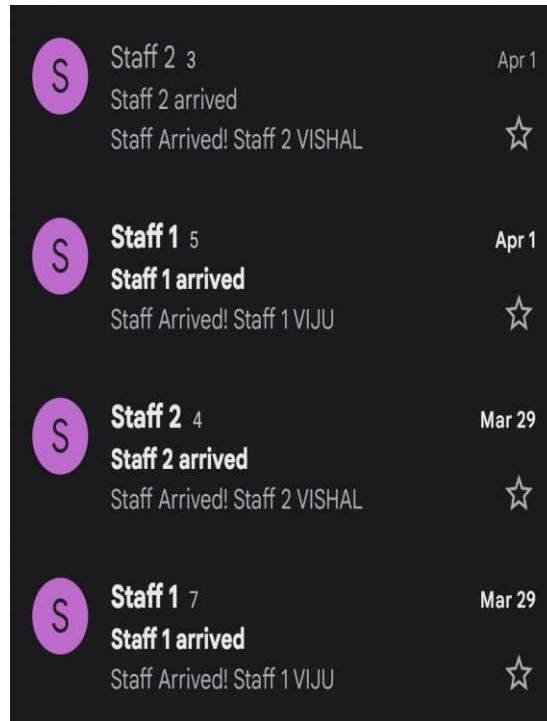 S
Staff 2 3 Apr 1
Staff 2 arrived
Staff Arrived! Staff 2 VISHAL
S
Staff 1 5 Apr 1
Staff 1 arrived
Staff Arrived! Staff 1 VIJU
S
Staff 2 4 Mar 29
Staff 2 arrived
Staff Arrived! Staff 2 VISHAL
S
Staff 1 7 Mar 29
Staff 1 arrived
Staff Arrived! Staff 1 VIJU